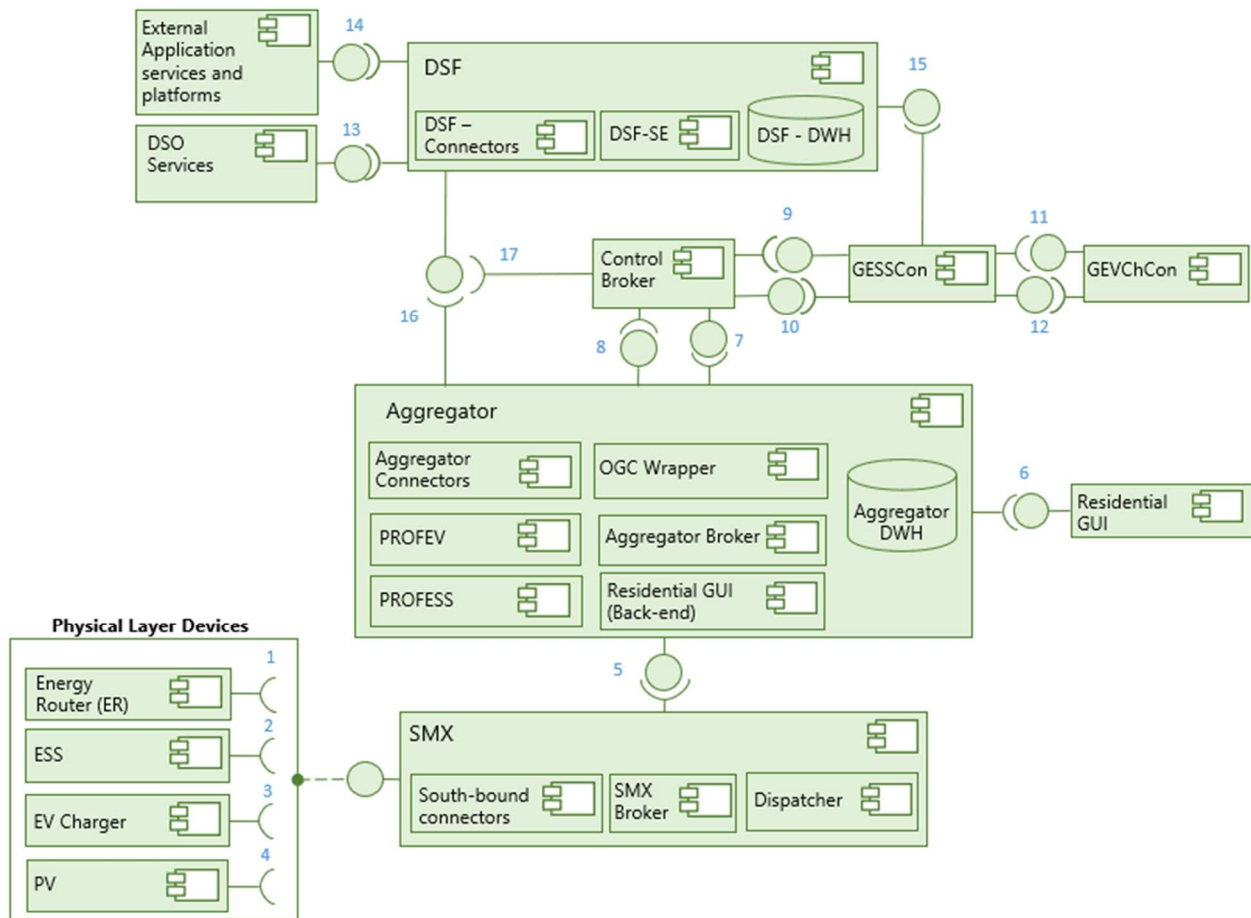 External
Application
services and
platforms
14
DSF
15
DSO
Services
13
DSF –
Connectors
DSF-SE
DSF - DWH
9
11
17
Control
Broker
GESSCon
GEVChCon
16
10
12
8
7
Aggregator
Aggregator
Connectors
OGC Wrapper
6
Aggregator
DWH
Residential
GUI
PROFEV
Aggregator Broker
PROFESS
Residential GUI
(Back-end)
Physical Layer Devices
1
5
Energy
Router (ER)
2
ESS
SMX
3
EV Charger
South-bound
connectors
SMX
Broker
Dispatcher
4
PV